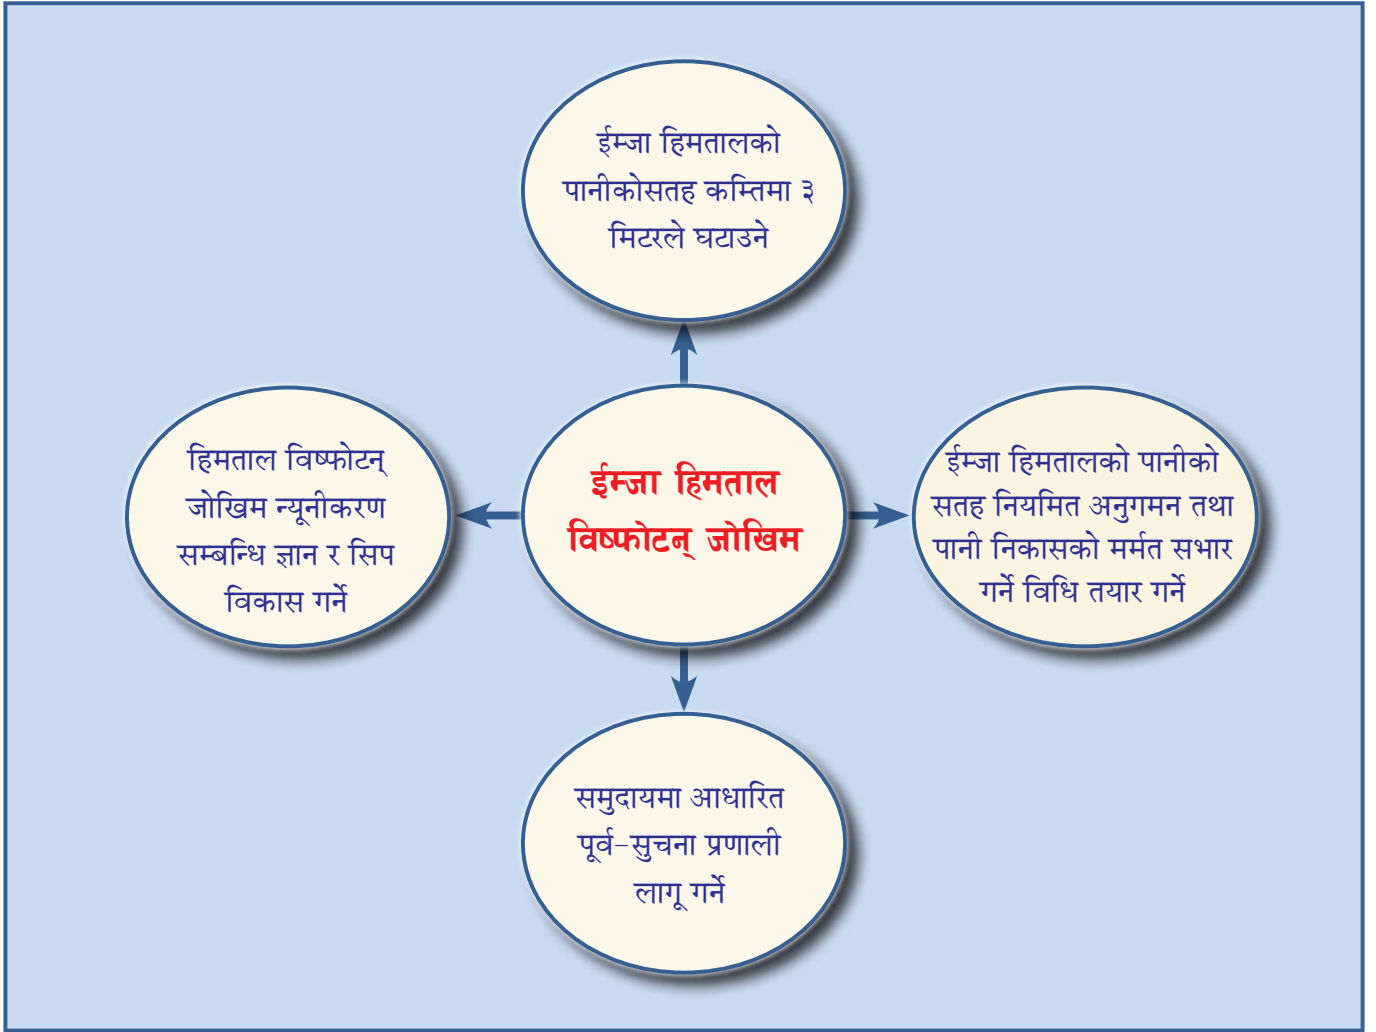 ईम्जा हिमतालको
पानीकोसतह कम्तिमा ३
मिटरले घटाउने
हिमताल विष्फोटन्
जोखिम न्यूनीकरण
सम्बन्धि ज्ञान र सिप
विकास गर्ने
ईम्जा हिमताल
विष्फोटन् जोखिम
ईम्जा हिमतालको पानीको
सतह नियमित अनुगमन तथा
पानी निकासको मर्मत सभार
गर्ने विधि तयार गर्ने
समुदायमा आधारित
पूर्व–सुचना प्रणाली
लागू गर्ने